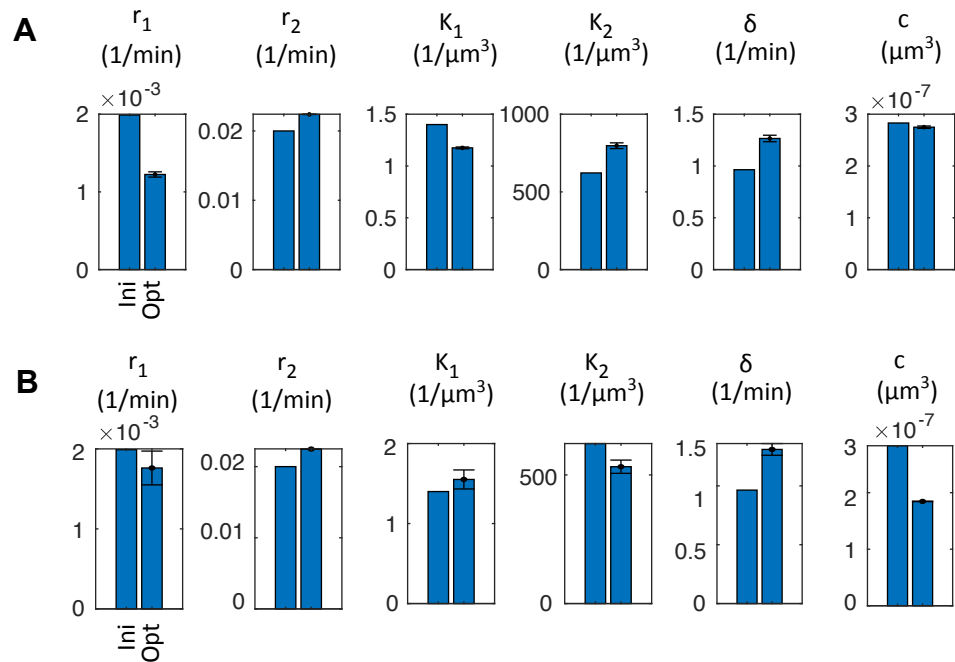 A
r₁ r₂ K₁ K₂ δ c
(1/min) (1/min) (1/μm³) (1/μm³) (1/min) (μm³)
×10⁻³ ×10⁻⁷
2 0.02 1.5 1000 1.5 3
1 0.01 1 500 1 2
0.5 0.5 1
0 0 0 0 0 0
Ini Opt
B
r₁ r₂ K₁ K₂ δ c
(1/min) (1/min) (1/μm³) (1/μm³) (1/min) (μm³)
×10⁻³ ×10⁻⁷
2 0.02 2 500 1.5 3
1 0.01 1 1 2
0.5 1
0 0 0 0 0 0
Ini Opt